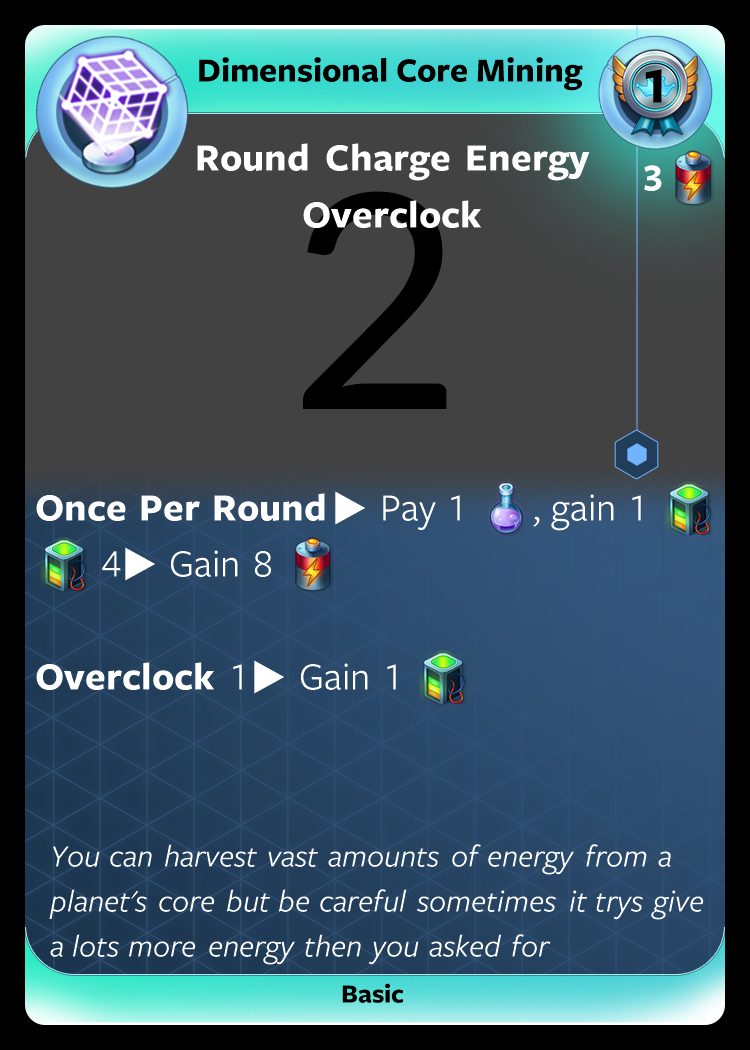 Dimensional Core Mining
1
Round Charge Energy
3
Overclock
2
Once Per Round▶ Pay 1 , gain 1
4▶ Gain 8
Overclock 1▶ Gain 1
You can harvest vast amounts of energy from a
planet's core but be careful sometimes it trys give
a lots more energy then you asked for
Basic